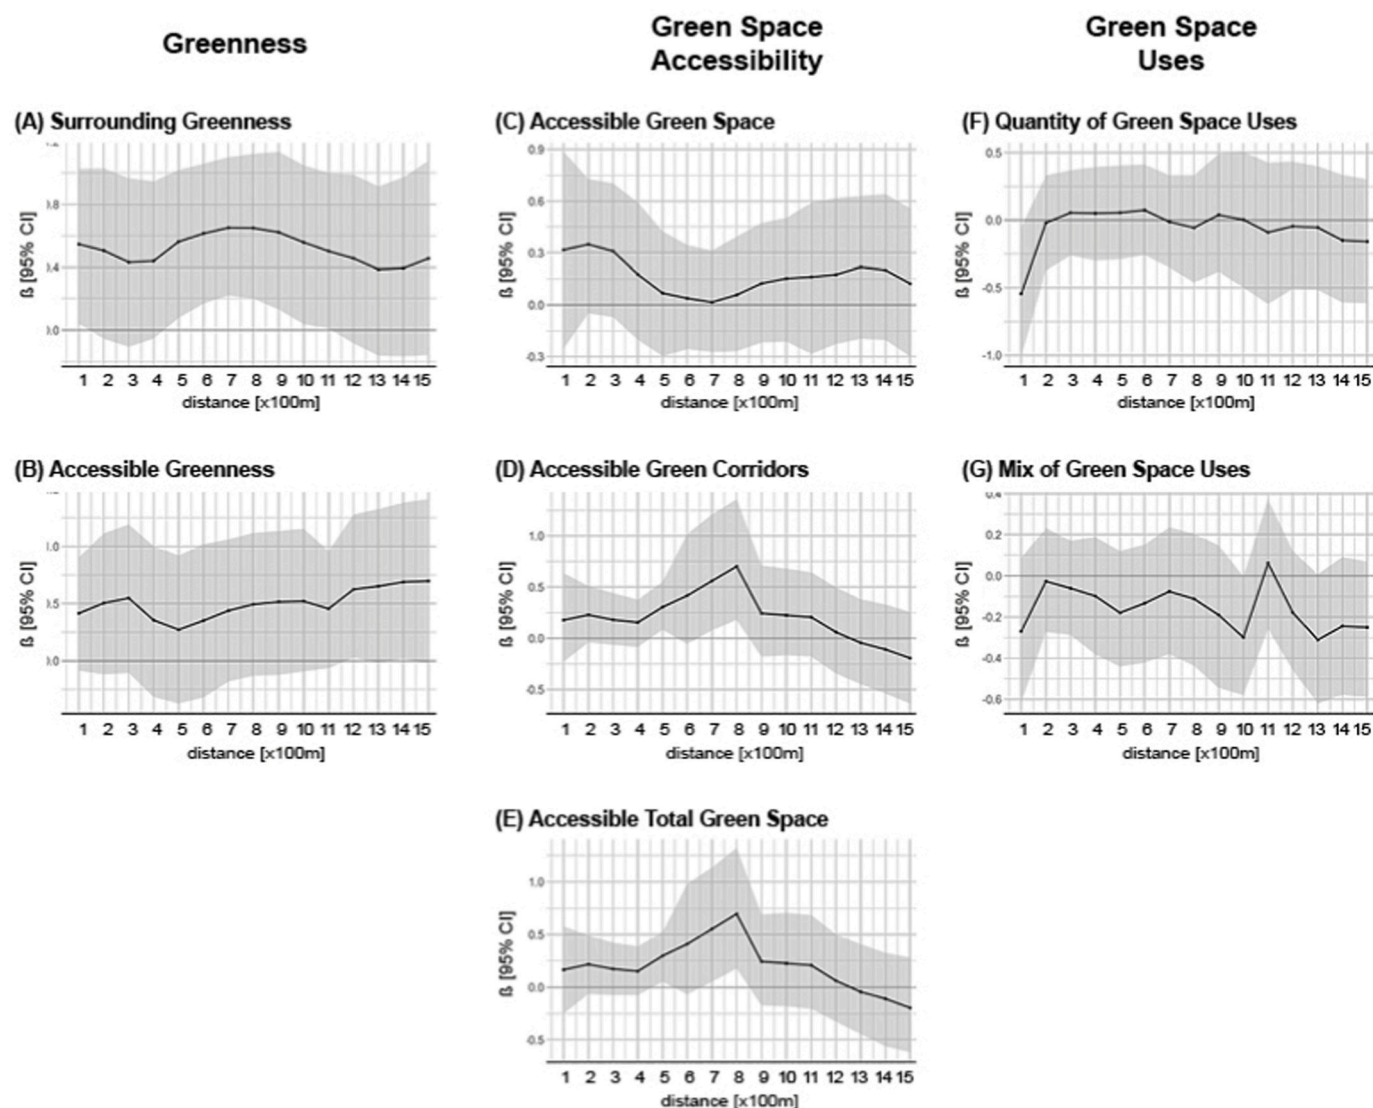 Greenness
Green Space
Accessibility
Green Space
Uses
(A) Surrounding Greenness
0.8
0.4
0.0
ß [95% CI]
1 2 3 4 5 6 7 8 9 10 11 12 13 14 15
distance [x100m]
(B) Accessible Greenness
1.0
0.5
0.0
ß [95% CI]
1 2 3 4 5 6 7 8 9 10 11 12 13 14 15
distance [x100m]
(C) Accessible Green Space
0.9
0.6
0.3
0.0
-0.3
ß [95% CI]
1 2 3 4 5 6 7 8 9 10 11 12 13 14 15
distance [x100m]
(D) Accessible Green Corridors
1.0
0.5
0.0
-0.5
ß [95% CI]
1 2 3 4 5 6 7 8 9 10 11 12 13 14 15
distance [x100m]
(E) Accessible Total Green Space
1.0
0.5
0.0
-0.5
ß [95% CI]
1 2 3 4 5 6 7 8 9 10 11 12 13 14 15
distance [x100m]
(F) Quantity of Green Space Uses
0.5
0.0
-0.5
-1.0
ß [95% CI]
1 2 3 4 5 6 7 8 9 10 11 12 13 14 15
distance [x100m]
(G) Mix of Green Space Uses
0.4
0.2
0.0
-0.2
-0.4
-0.6
ß [95% CI]
1 2 3 4 5 6 7 8 9 10 11 12 13 14 15
distance [x100m]